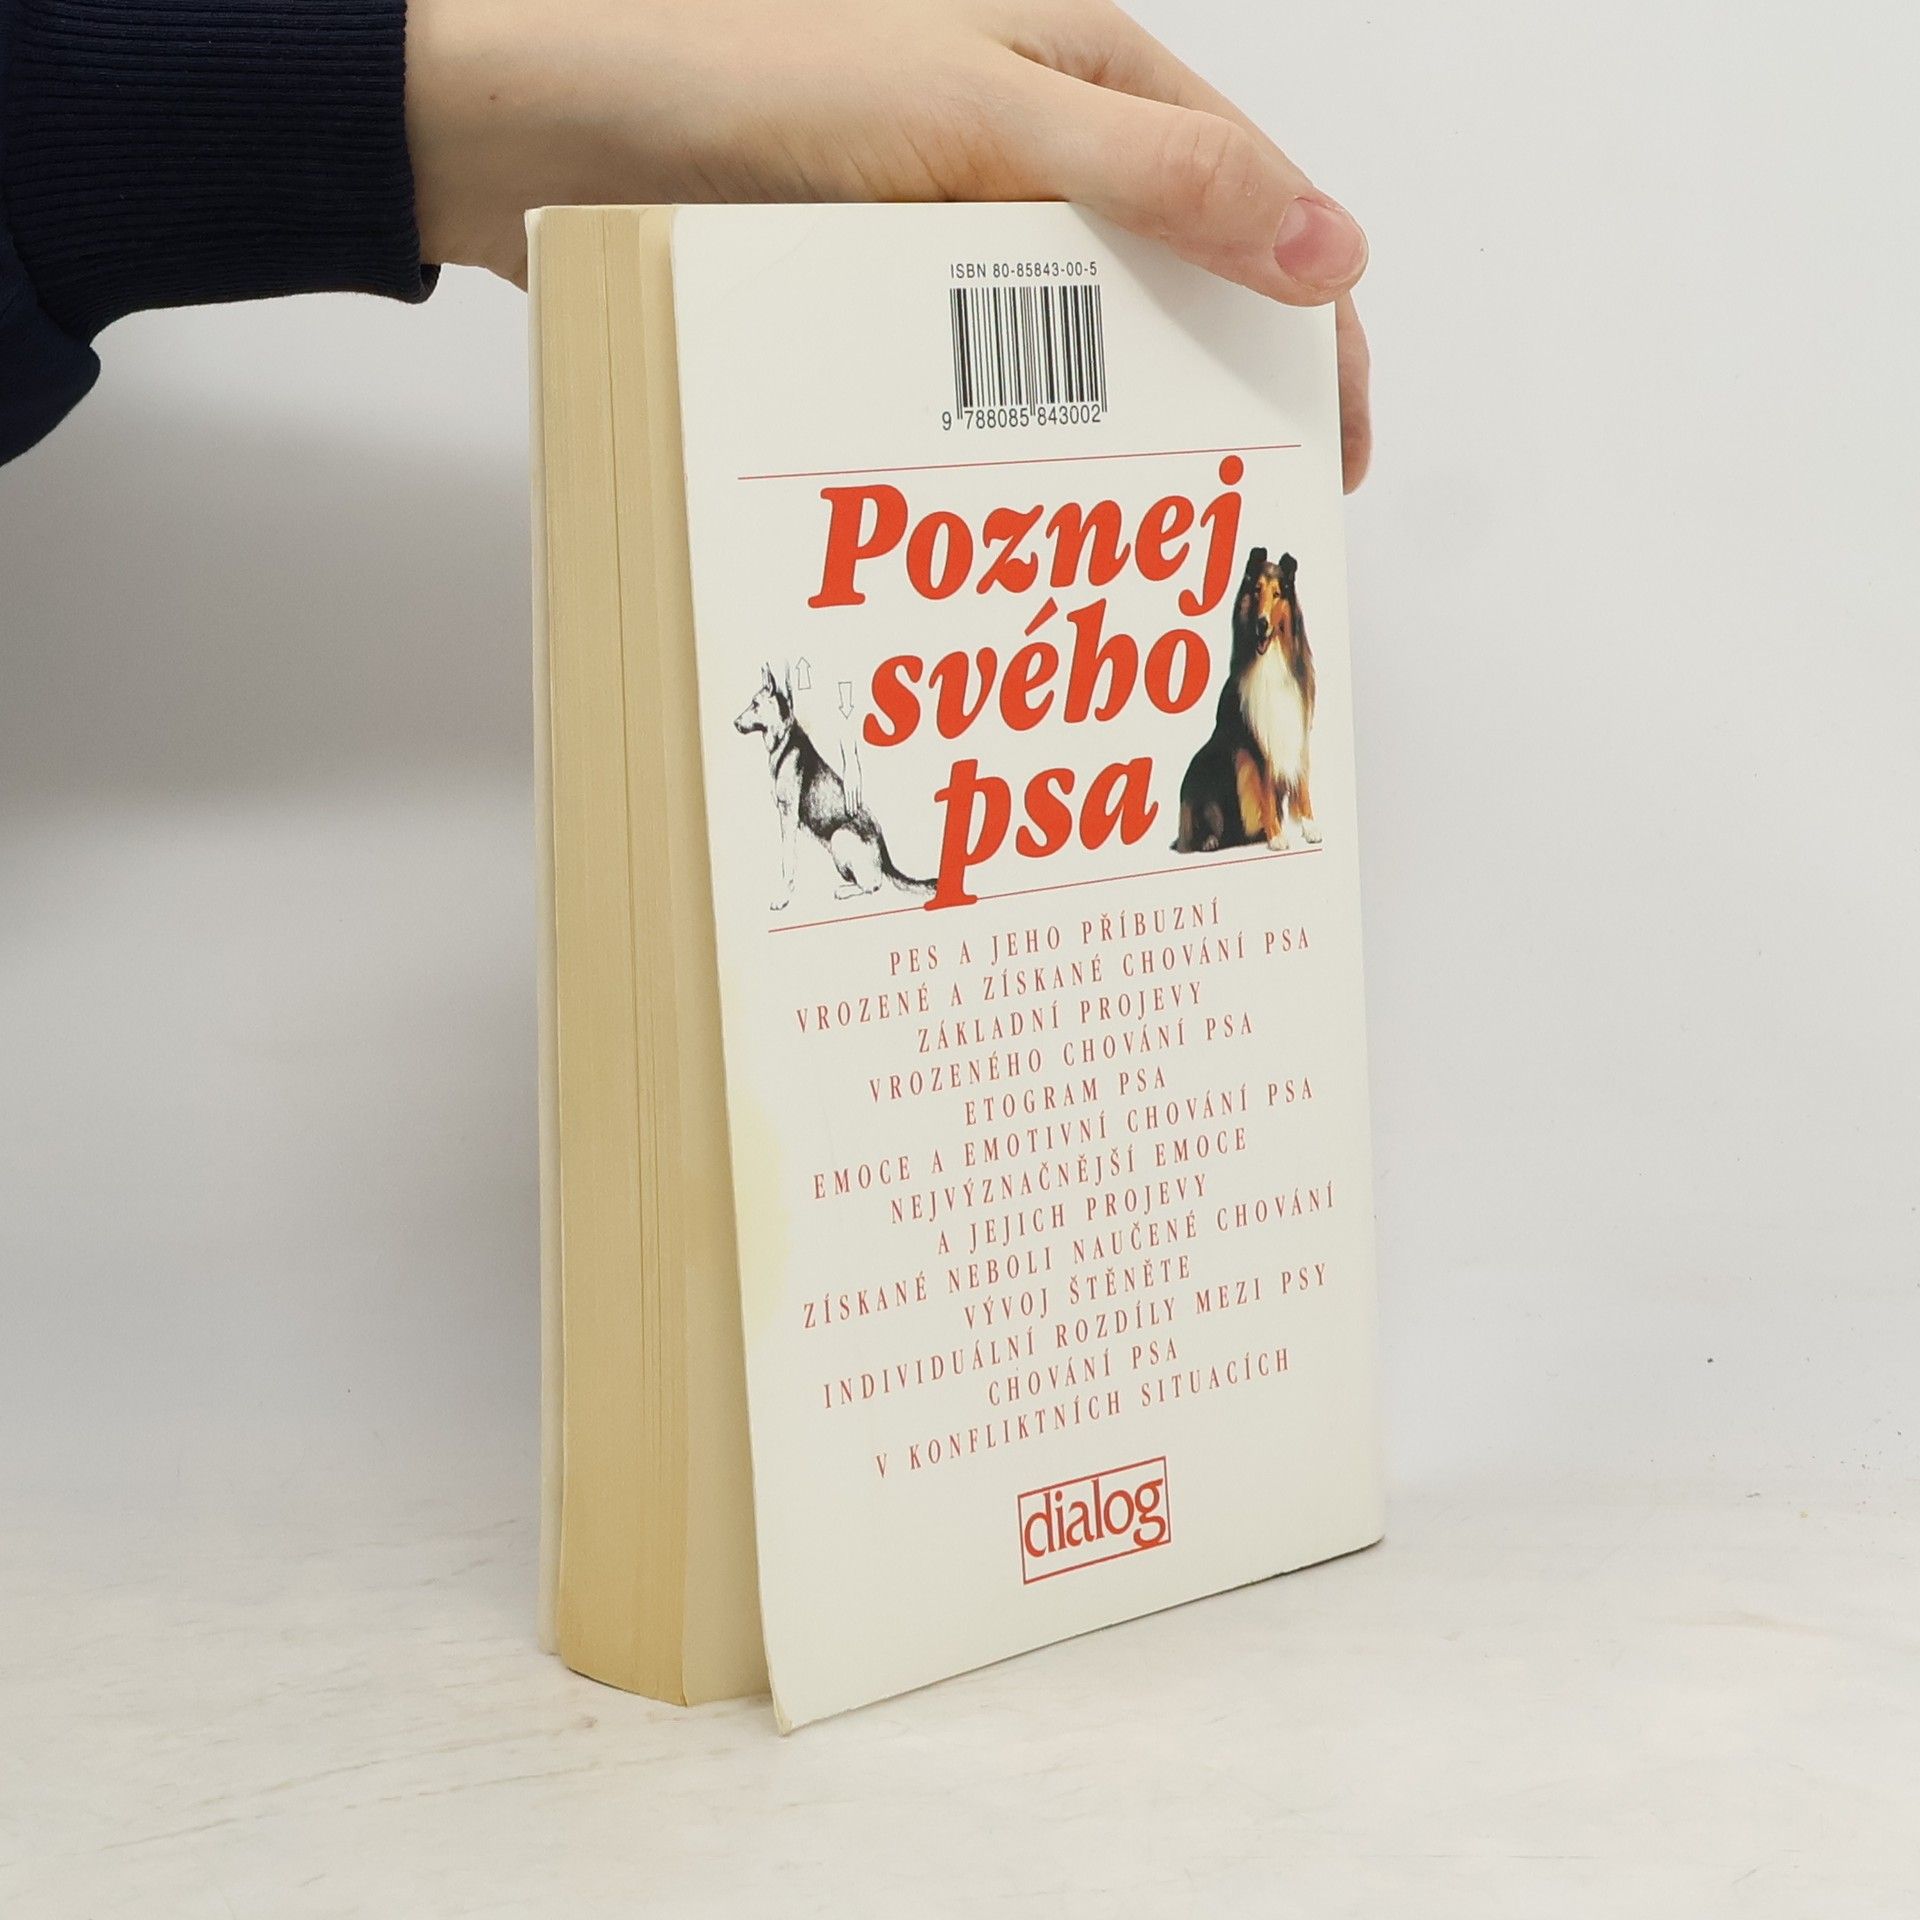 ISBN 80-85843-00-5
9 788085 843002
Poznej
svého
psa
PES A JEHO PŘÍBUZNÍ
VROZENÉ A ZÍSKANÉ CHOVÁNÍ PSA
ZÁKLADNÍ PROJEVY
VROZENÉHO CHOVÁNÍ PSA
ETOGRAM PSA
EMOCE A EMOTIVNÍ CHOVÁNÍ PSA
NEJVÝZNAČNĚJŠÍ EMOCE
A JEJICH PROJEVY
ZÍSKANÉ NEBOLI NAUČENÉ CHOVÁNÍ
VÝVOJ ŠTĚNĚTE
INDIVIDUÁLNÍ ROZDÍLY MEZI PSY
CHOVÁNÍ PSA
V KONFLIKTNÍCH SITUACÍCH
dialog